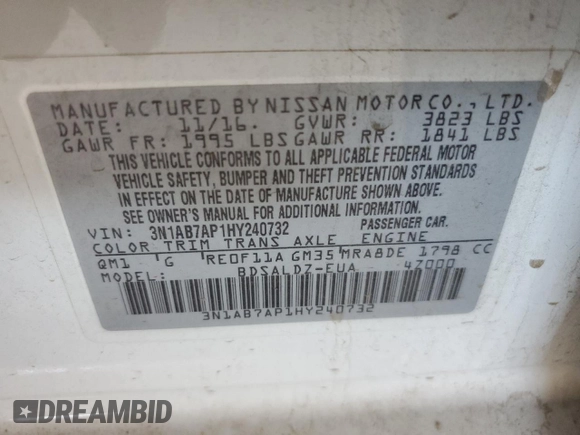 MANUFACTURED BY NISSAN MOTOR CO., LTD.
DATE: 11/16. GVWR: 3823 LBS
GAWR FR: 1995 LBS GAWR RR: 1841 LBS
THIS VEHICLE CONFORMS TO ALL APPLICABLE FEDERAL MOTOR
VEHICLE SAFETY, BUMPER AND THEFT PREVENTION STANDARDS
IN EFFECT ON THE DATE OF MANUFACTURE SHOWN ABOVE.
SEE OWNER'S MANUAL FOR ADDITIONAL INFORMATION.
VIN: 3N1AB7AP1HY240732 PASSENGER CAR.
COLOR TRIM TRANS AXLE ENGINE
QM1 G RE0F11A GM35 MRA8DE 1798 CC
MODEL: BDSALD7-EUA 47000
3N1AB7AP1HY240732
DREAMBID